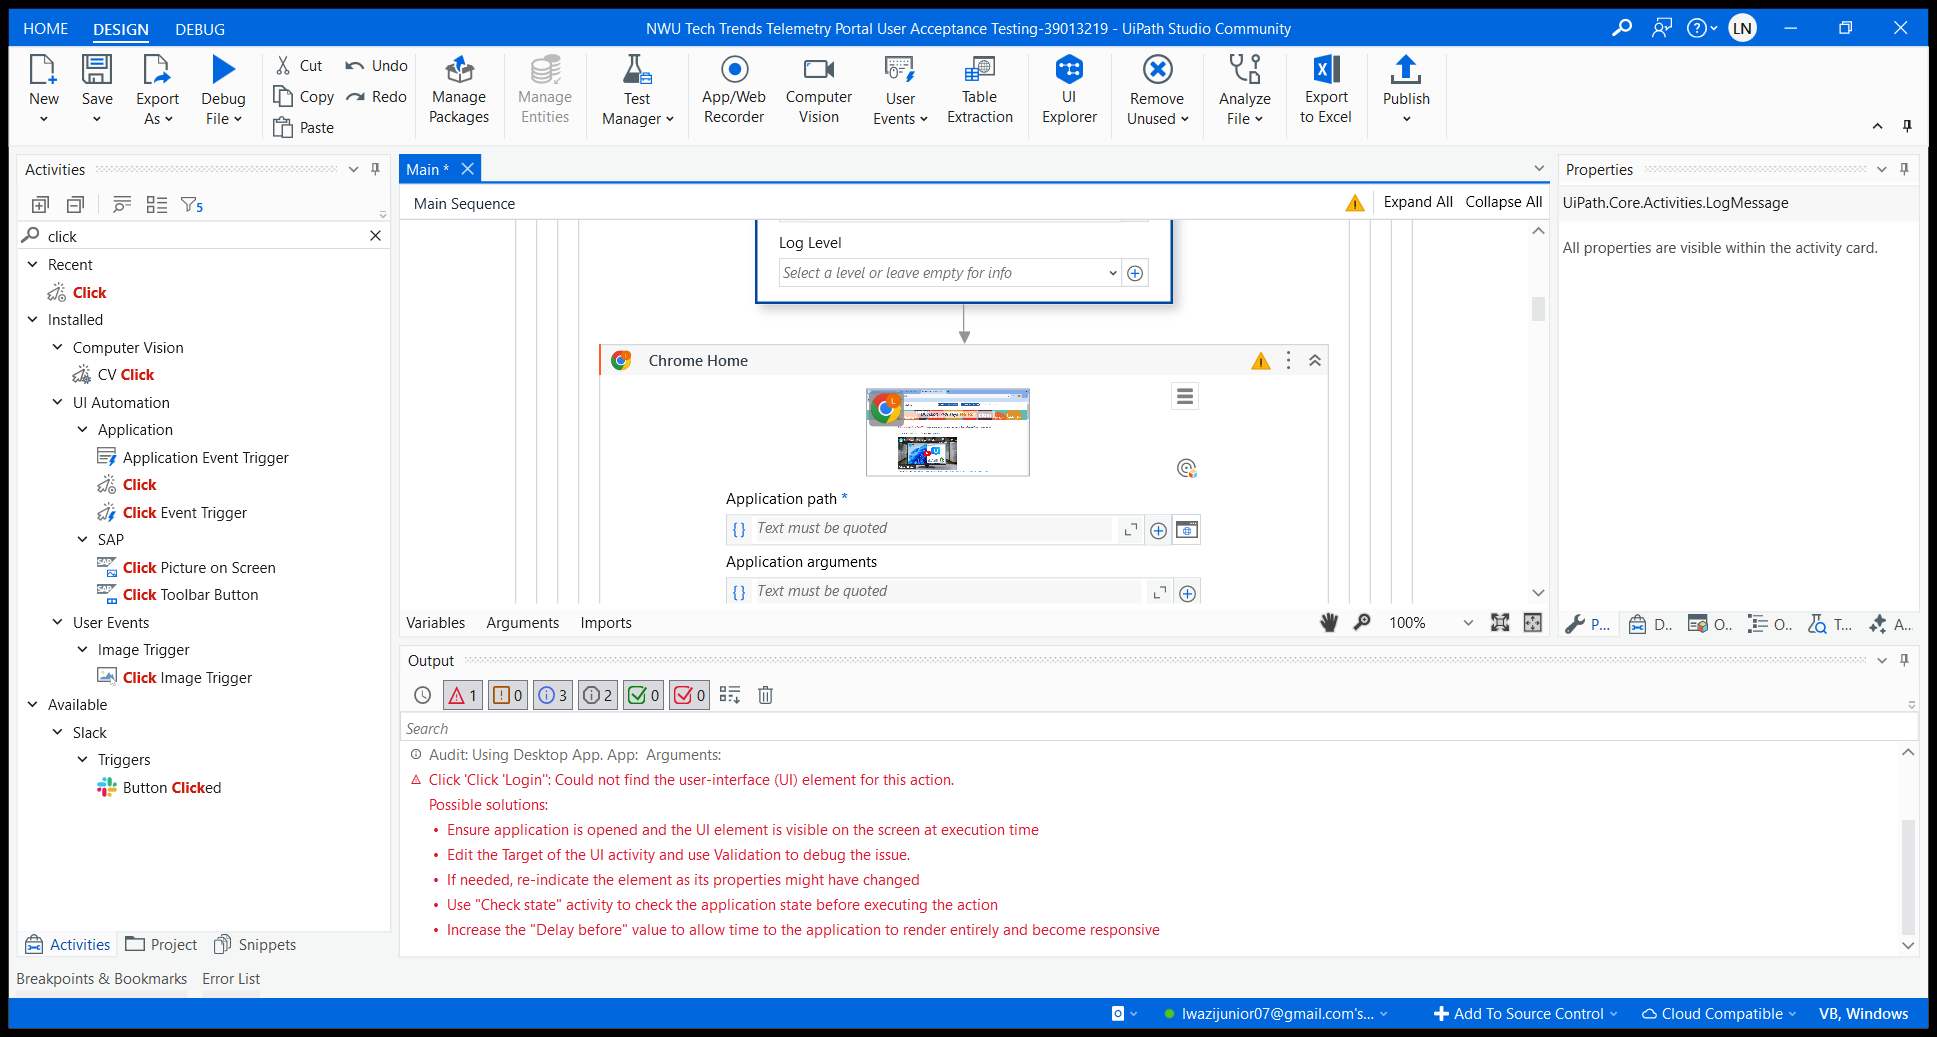 HOME DESIGN DEBUG
NWU Tech Trends Telemetry Portal User Acceptance Testing-39013219 - UiPath Studio Community
LN
New
Save
Export As
Debug File
Cut
Copy
Paste
Undo
Redo
Manage Packages
Manage Entities
Test Manager
App/Web Recorder
Computer Vision
User Events
Table Extraction
UI Explorer
Remove Unused
Analyze File
Export to Excel
Publish
Activities
5
click
Recent
Click
Installed
Computer Vision
CV Click
UI Automation
Application
Application Event Trigger
Click
Click Event Trigger
SAP
Click Picture on Screen
Click Toolbar Button
User Events
Image Trigger
Click Image Trigger
Available
Slack
Triggers
Button Clicked
Activities Project Snippets
Main *
Main Sequence
Expand All Collapse All
Log Level
Select a level or leave empty for info
Chrome Home
Application path *
Text must be quoted
Application arguments
Text must be quoted
Variables Arguments Imports
100%
Properties
UiPath.Core.Activities.LogMessage
All properties are visible within the activity card.
P... D.. O.. O.. T... A..
Output
1 0 3 2 0 0
Search
Audit: Using Desktop App. App:  Arguments:
Click 'Click 'Login'': Could not find the user-interface (UI) element for this action.
Possible solutions:
• Ensure application is opened and the UI element is visible on the screen at execution time
• Edit the Target of the UI activity and use Validation to debug the issue.
• If needed, re-indicate the element as its properties might have changed
• Use "Check state" activity to check the application state before executing the action
• Increase the "Delay before" value to allow time to the application to render entirely and become responsive
Breakpoints & Bookmarks Error List
lwazijunior07@gmail.com's... Add To Source Control Cloud Compatible VB, Windows